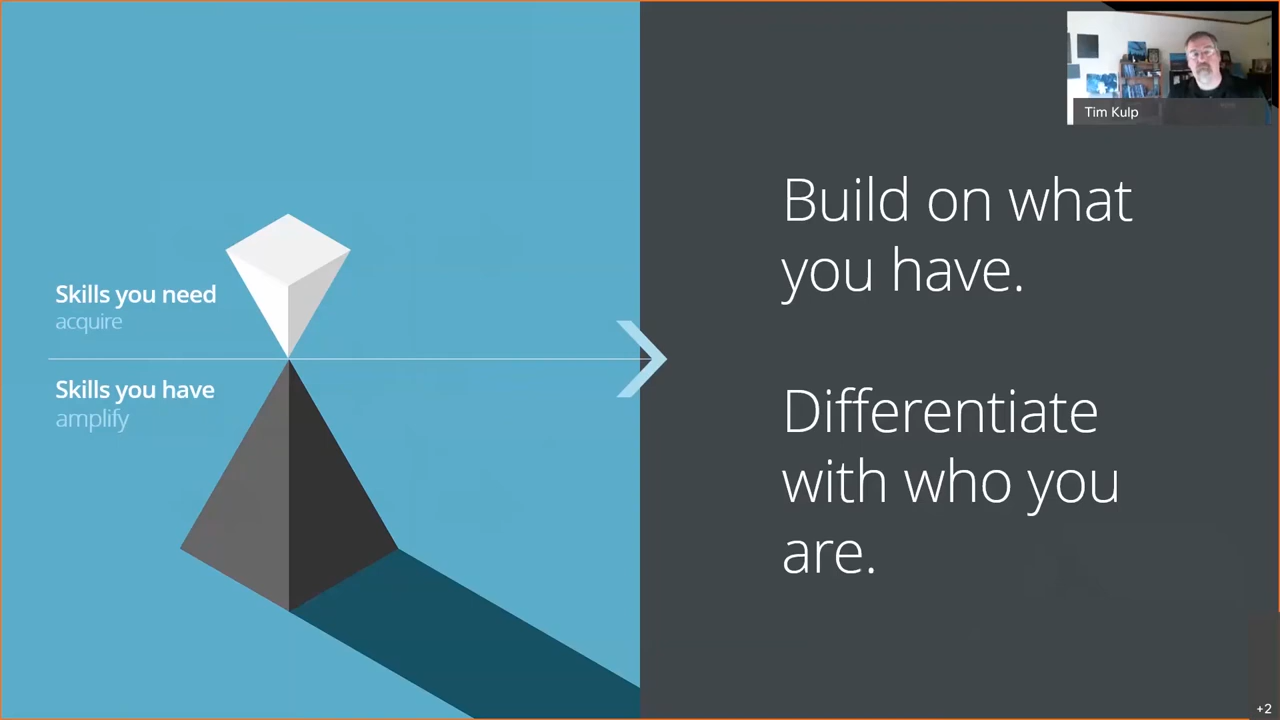 Tim Kulp
Skills you need
acquire
Skills you have
amplify
Build on what
you have.
Differentiate
with who you
are.
+2